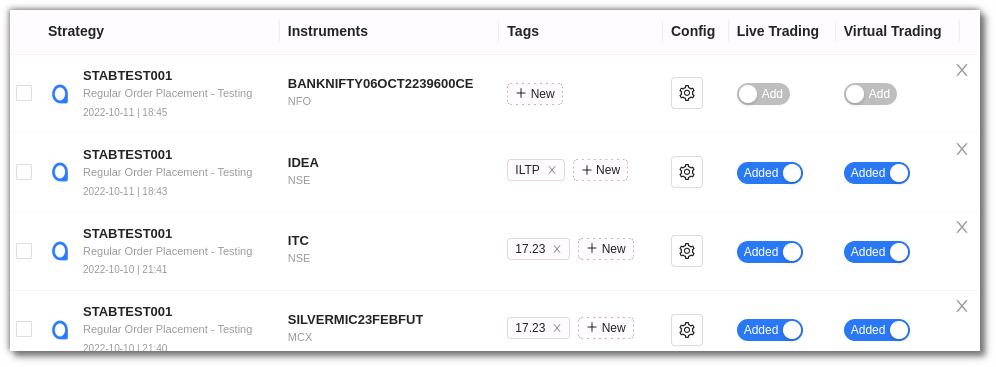 Strategy Instruments Tags Config Live Trading Virtual Trading
STABTEST001
Regular Order Placement - Testing
2022-10-11 | 18:45
BANKNIFTY06OCT2239600CE
NFO
+ New
Add
Add
STABTEST001
Regular Order Placement - Testing
2022-10-11 | 18:43
IDEA
NSE
ILTP
+ New
Added
Added
STABTEST001
Regular Order Placement - Testing
2022-10-10 | 21:41
ITC
NSE
17.23
+ New
Added
Added
STABTEST001
Regular Order Placement - Testing
2022-10-10 | 21:40
SILVERMIC23FEBFUT
MCX
17.23
+ New
Added
Added